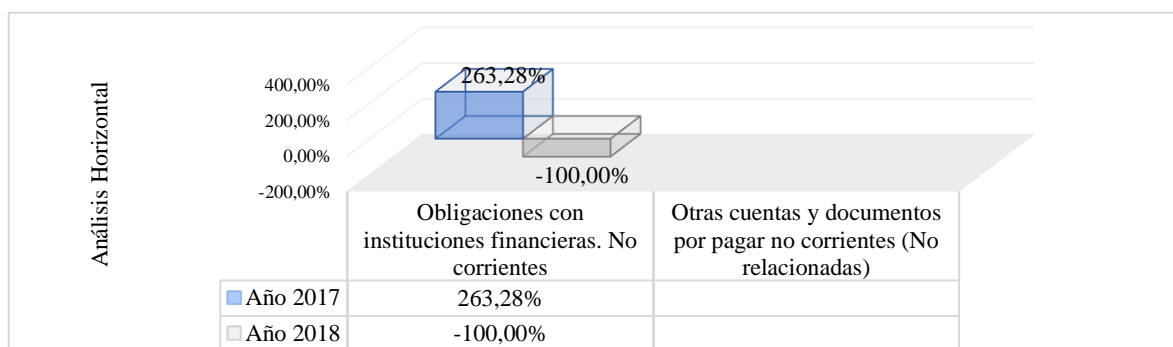 Análisis Horizontal
400,00%
200,00%
0,00%
-200,00%
263,28%
-100,00%
Obligaciones con
instituciones financieras. No
corrientes
Otras cuentas y documentos
por pagar no corrientes (No
relacionadas)
Año 2017
263,28%
Año 2018
-100,00%